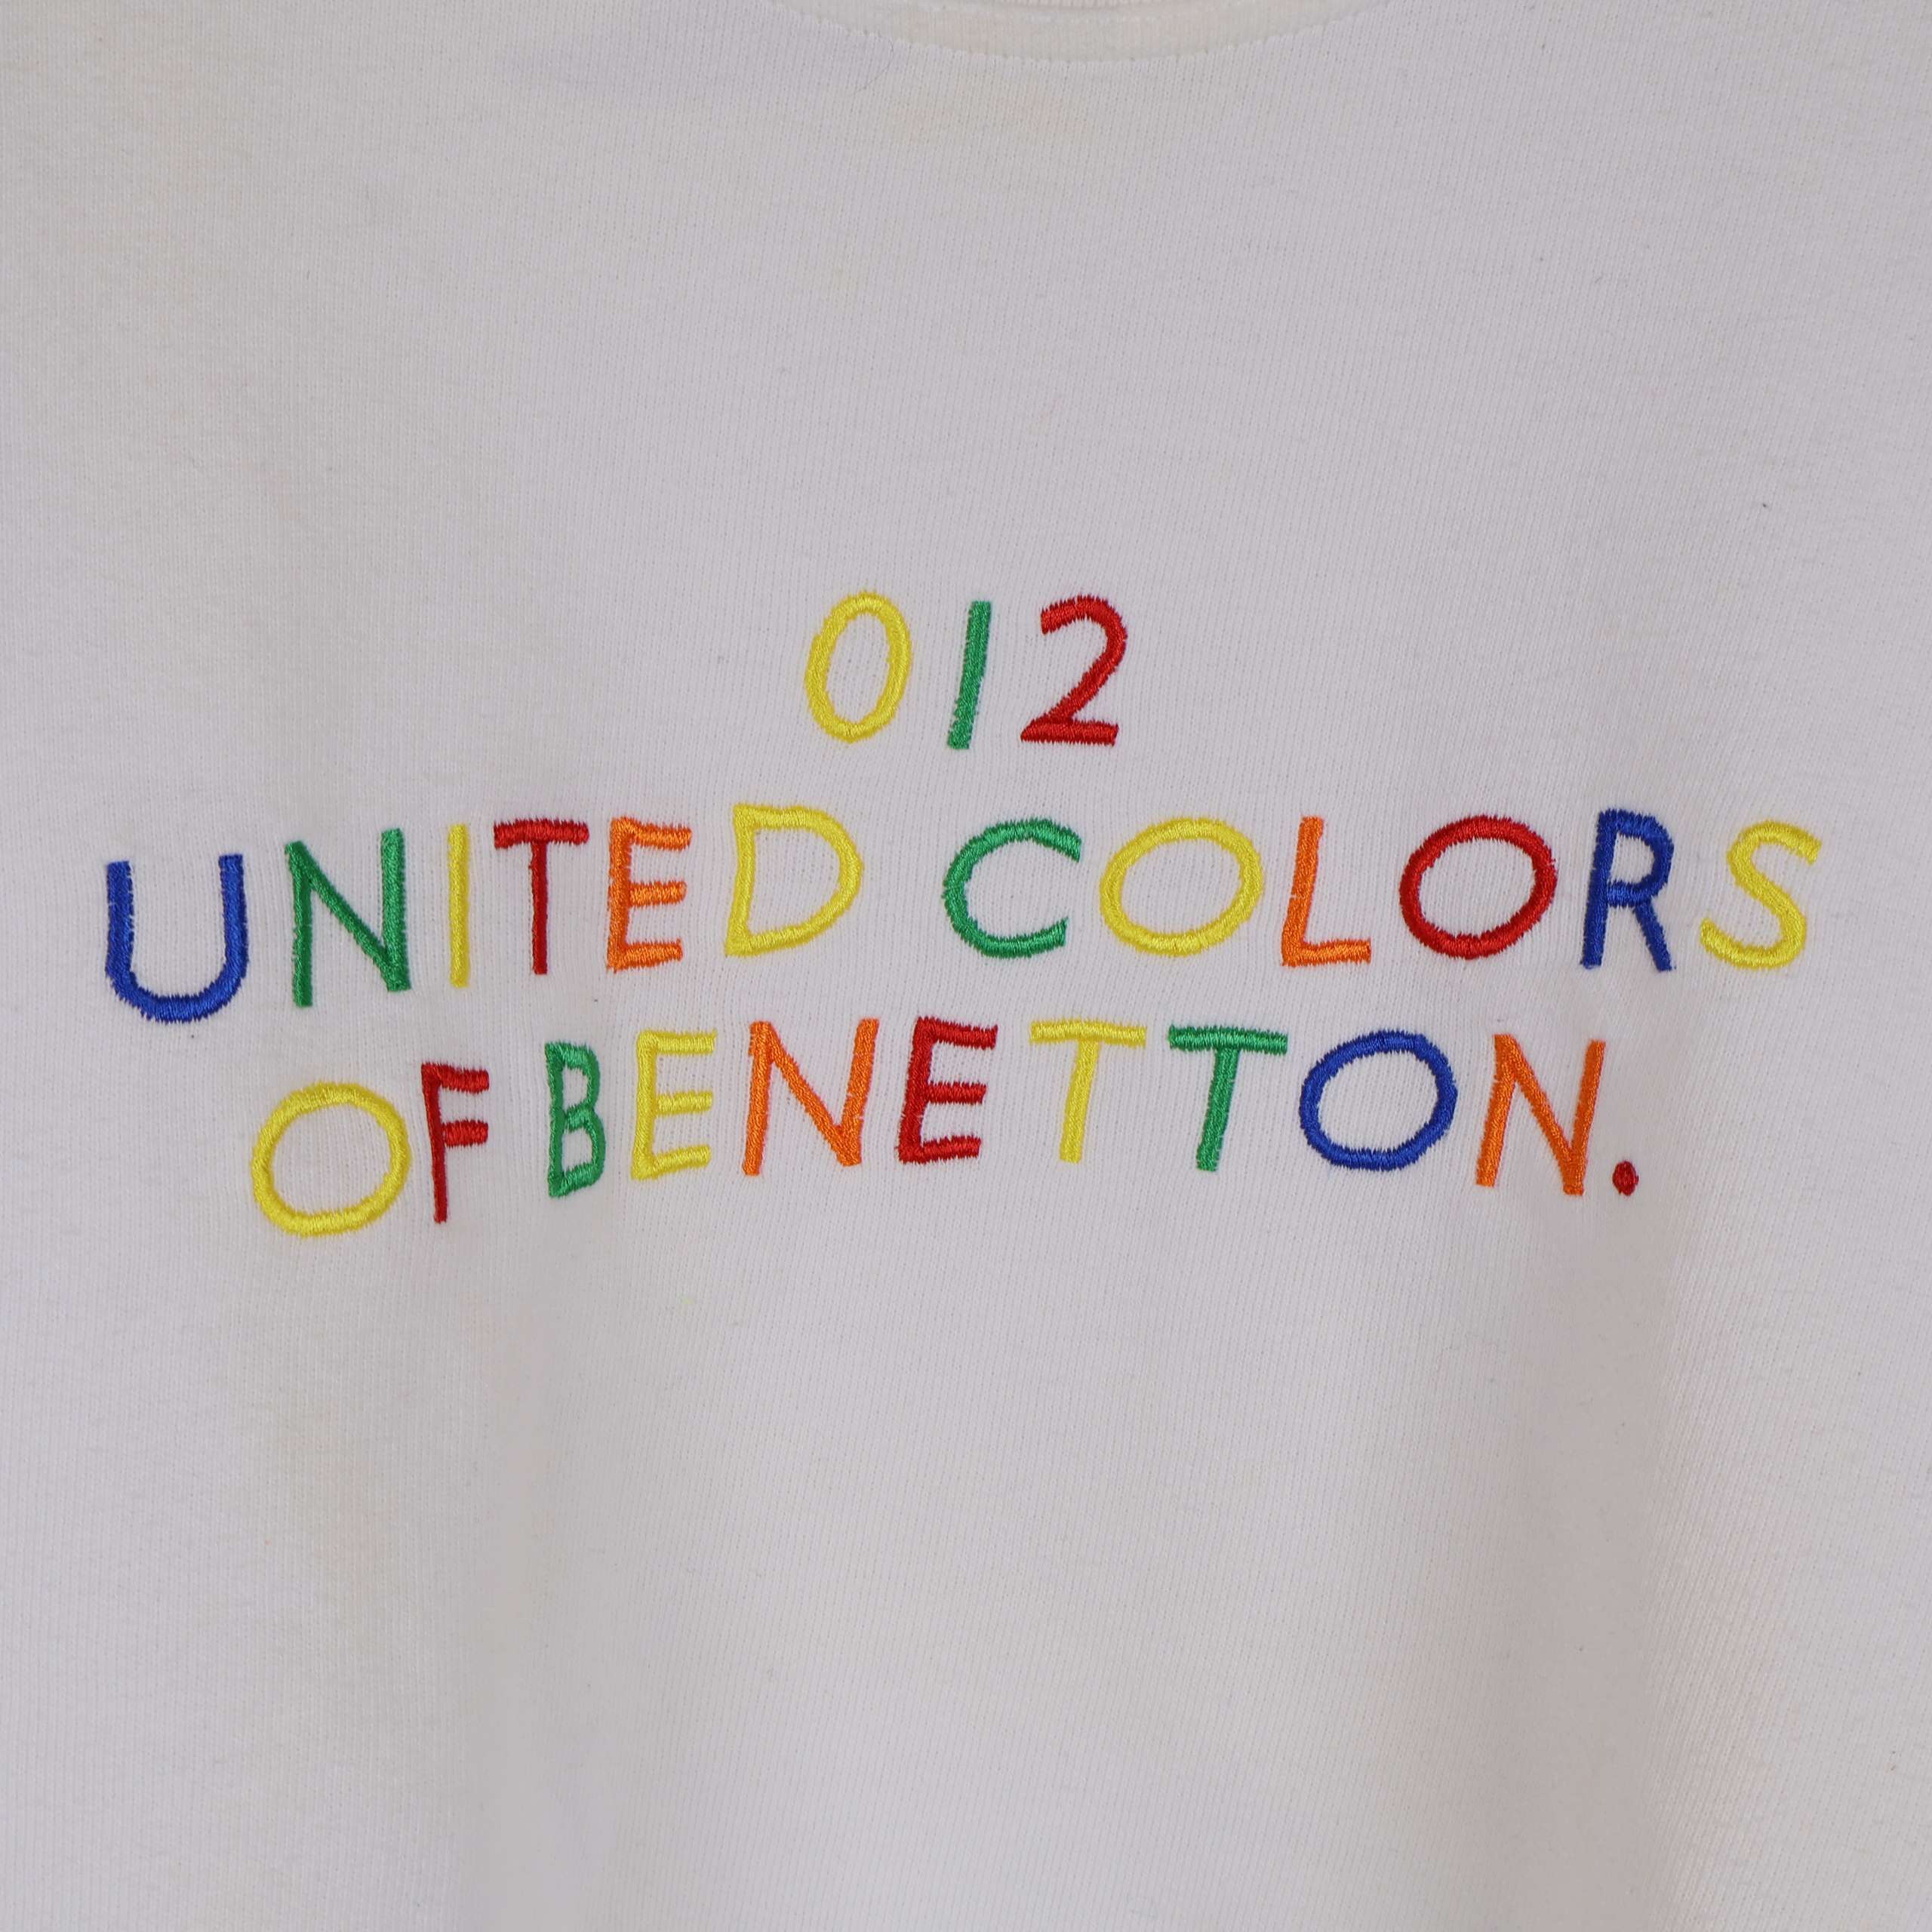 012
UNITED COLORS
OF BENETTON.